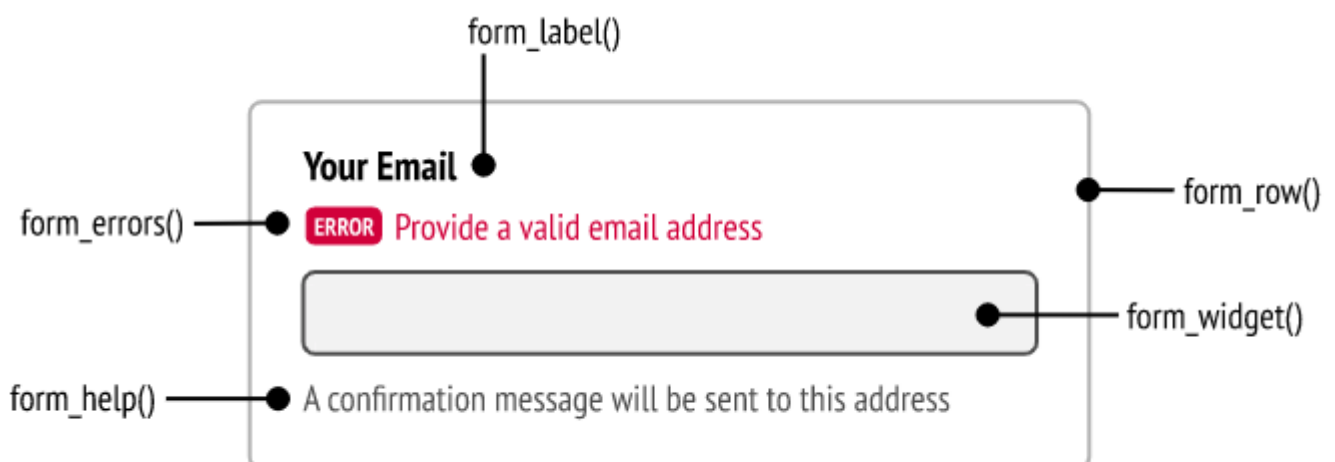 form_label()
Your Email
form_row()
form_errors()
ERROR Provide a valid email address
form_widget()
form_help()
A confirmation message will be sent to this address